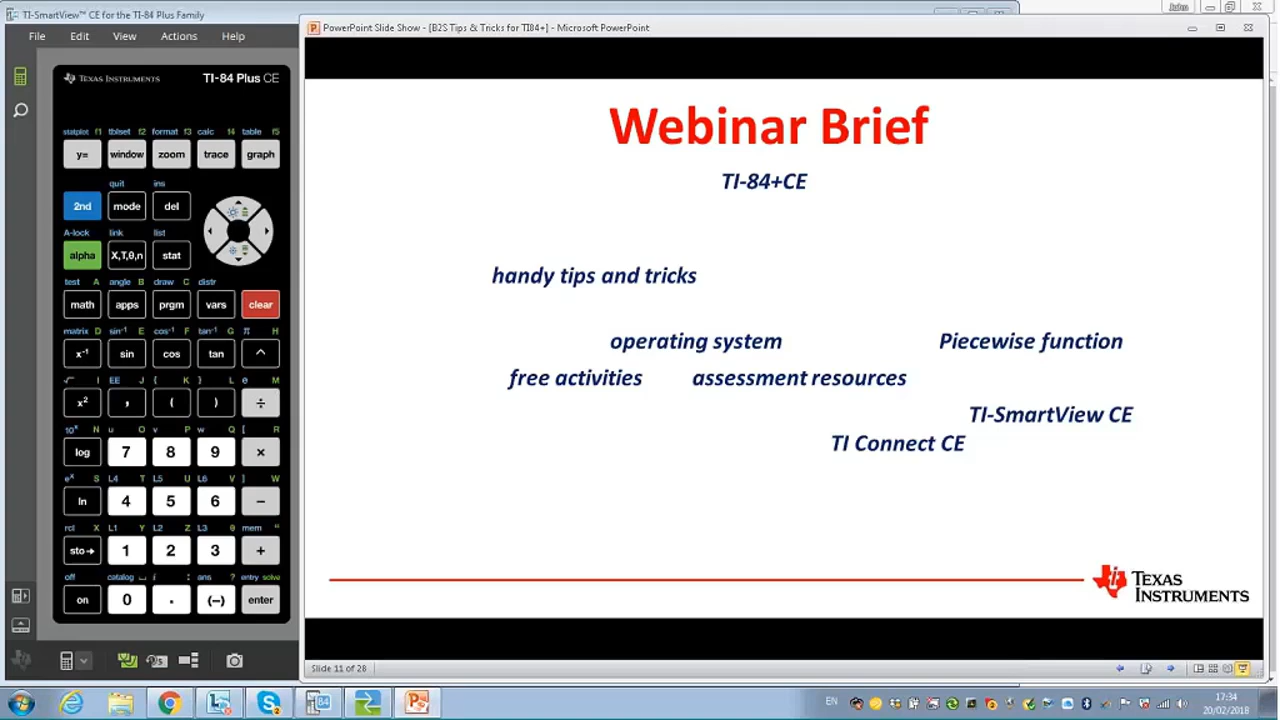 TI-SmartView™ CE for the TI-84 Plus Family
John
File Edit View Actions Help
PowerPoint Slide Show - [B2S Tips & Tricks for TI84+] - Microsoft PowerPoint
TEXAS INSTRUMENTS TI-84 Plus CE
statplot f1 tblset f2 format f3 calc f4 table f5
y= window zoom trace graph
quit ins
2nd mode del
A-lock link list
alpha X,T,θ,n stat
test A angle B draw C distr
math apps prgm vars clear
matrix D sin⁻¹ E cos⁻¹ F tan⁻¹ G π H
x⁻¹ sin cos tan ^
√ I EE J { K } L e M
x² , ( ) ÷
10ˣ N u O v P w Q [ R
log 7 8 9 ×
eˣ S L4 T L5 U L6 V ] W
ln 4 5 6 −
rcl X L1 Y L2 Z L3 θ mem "
sto→ 1 2 3 +
off catalog i : ans ? entry solve
on 0 . (−) enter
Webinar Brief
TI-84+CE
handy tips and tricks
operating system Piecewise function
free activities assessment resources
TI-SmartView CE
TI Connect CE
TEXAS
INSTRUMENTS
Slide 11 of 28
EN
17:34
20/02/2018